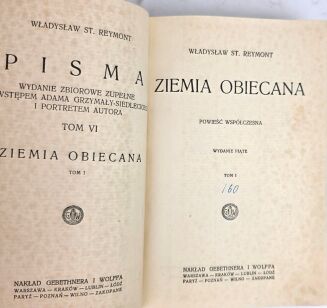 WŁADYSŁAW ST. REYMONT
PISMA
WYDANIE ZBIOROWE ZUPEŁNE
WSTĘPEM ADAMA GRZYMAŁY-SIEDLECKIE
I PORTRETEM AUTORA
TOM VI
ZIEMIA OBIECANA
TOM I
NAKŁAD GEBETHNERA I WOLFFA
WARSZAWA — KRAKÓW — LUBLIN — ŁÓDŹ
PARYŻ — POZNAŃ — WILNO — ZAKOPANE
WŁADYSŁAW ST. REYMONT
ZIEMIA OBIECANA
POWIEŚĆ WSPÓŁCZESNA
WYDANIE PIĄTE
TOM I
160
NAKŁAD GEBETHNERA I WOLFFA
WARSZAWA — KRAKÓW — LUBLIN — ŁÓDŹ
PARYŻ — POZNAŃ — WILNO — ZAKOPANE